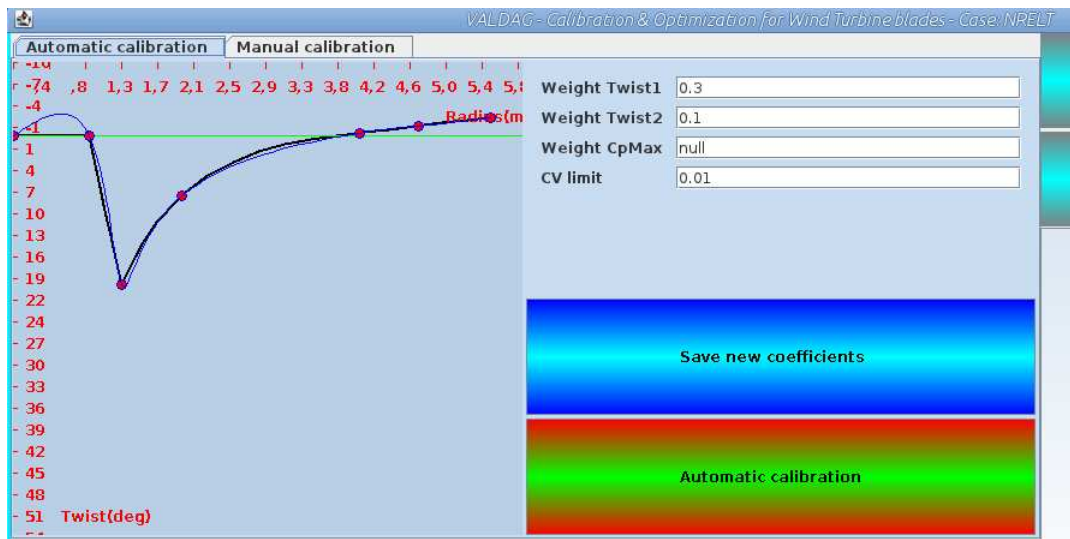 VALDAG - Calibration & Optimization for Wind Turbine blades - Case: NRELT
Automatic calibration Manual calibration
,8 1,3 1,7 2,1 2,5 2,9 3,3 3,8 4,2 4,6 5,0 5,4
-4
Radius(m
1
4
7
10
13
16
19
22
24
27
30
33
36
39
42
45
48
51 Twist(deg)
Weight Twist1 0.3
Weight Twist2 0.1
Weight CpMax null
CV limit 0.01
Save new coefficients
Automatic calibration